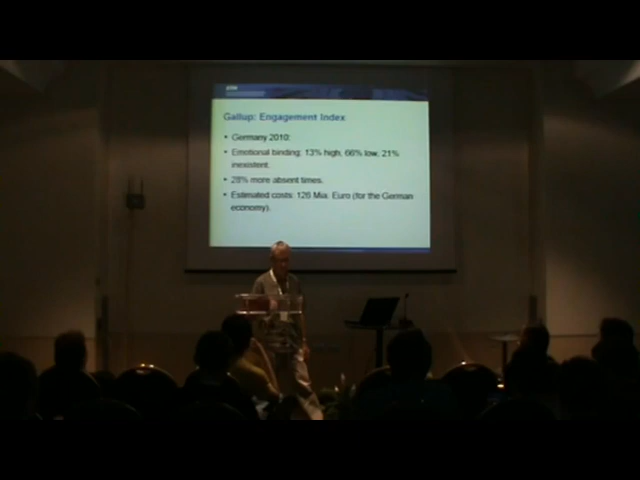 Gallup: Engagement Index
• Germany 2010:
• Emotional binding: 13% high, 66% low, 21%
inexistent.
• 28% more absent times.
• Estimated costs: 126 Mia. Euro (for the German
economy).